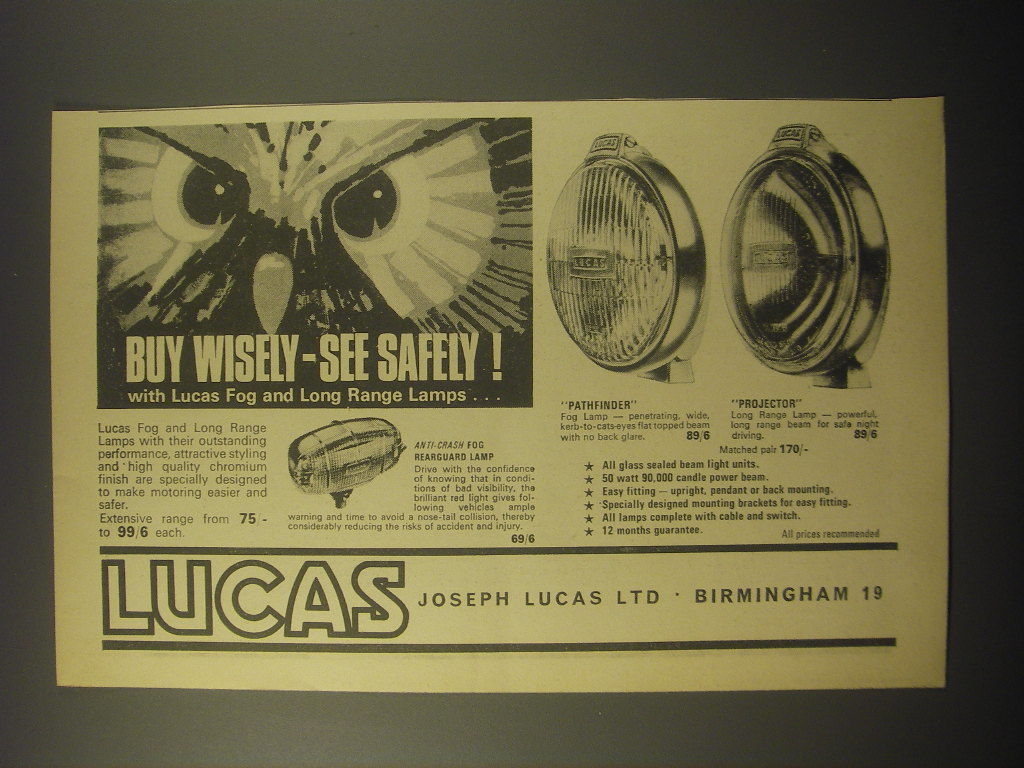 BUY WISELY-SEE SAFELY !
with Lucas Fog and Long Range Lamps . . .
Lucas Fog and Long Range
Lamps with their outstanding
performance, attractive styling
and high quality chromium
finish are specially designed
to make motoring easier and
safer.
Extensive range from 75/-
to 99/6 each.
ANTI-CRASH FOG
REARGUARD LAMP
Drive with the confidence
of knowing that in condi-
tions of bad visibility, the
brilliant red light gives fol-
lowing vehicles ample
warning and time to avoid a nose-tail collision, thereby
considerably reducing the risks of accident and injury.
69/6
LUCAS
LUCAS
LUCAS
LUCAS
"PATHFINDER"
Fog Lamp — penetrating, wide,
kerb-to-cats-eyes flat topped beam
with no back glare. 89/6
"PROJECTOR"
Long Range Lamp — powerful,
long range beam for safe night
driving. 89/6
Matched pair 170/-
★ All glass sealed beam light units.
★ 50 watt 90,000 candle power beam.
★ Easy fitting — upright, pendant or back mounting.
★ Specially designed mounting brackets for easy fitting.
★ All lamps complete with cable and switch.
★ 12 months guarantee.
All prices recommended
LUCAS
JOSEPH LUCAS LTD · BIRMINGHAM 19